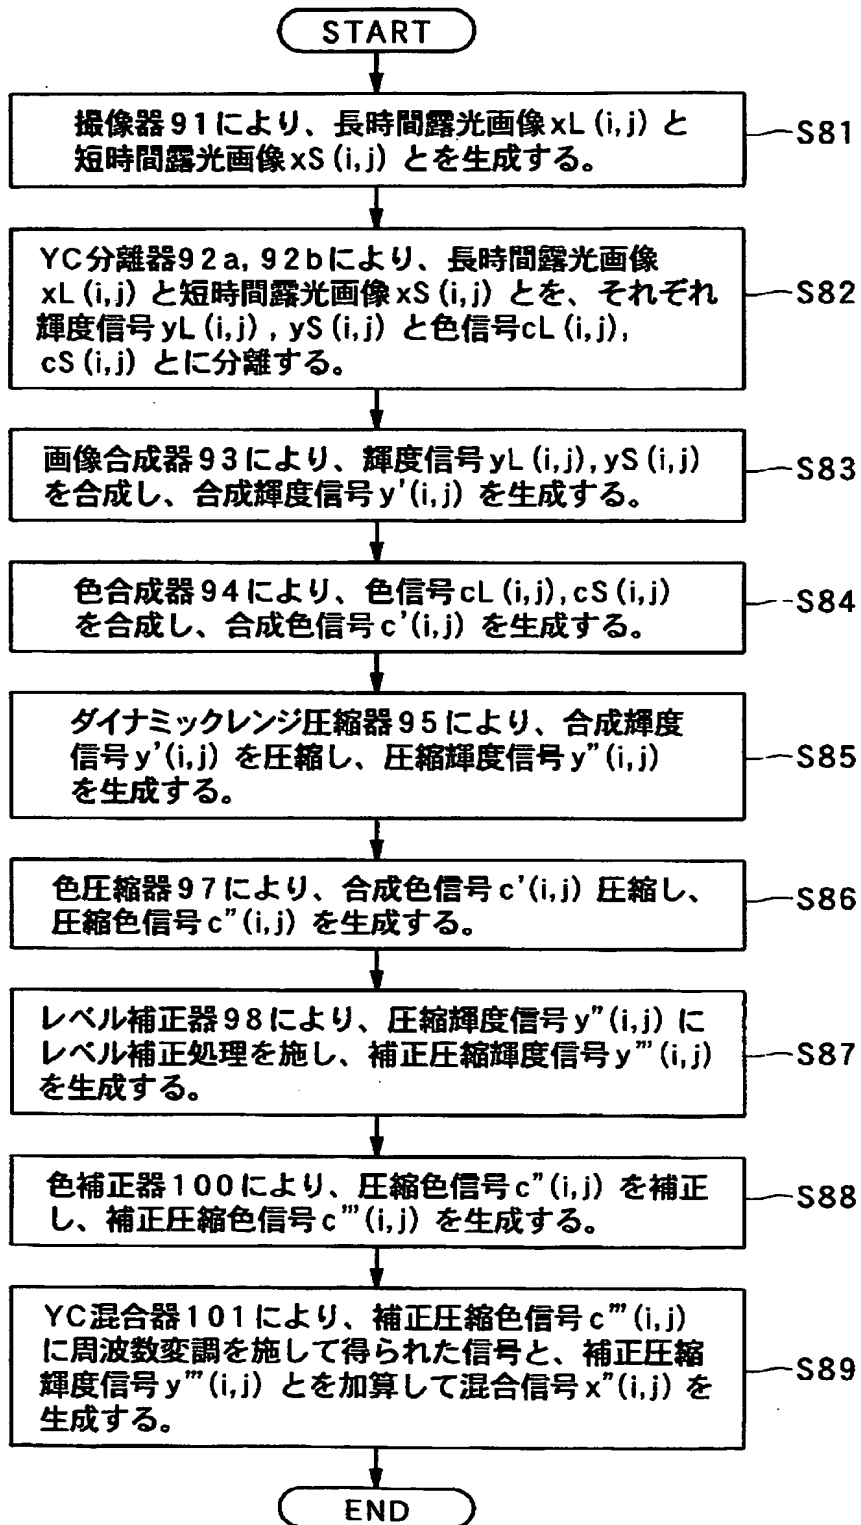 START
撮像器91により、長時間露光画像xL(i,j)と
短時間露光画像xS(i,j)とを生成する。
S81
YC分離器92a,92bにより、長時間露光画像
xL(i,j)と短時間露光画像xS(i,j)とを、それぞれ
輝度信号yL(i,j),yS(i,j)と色信号cL(i,j),
cS(i,j)とに分離する。
S82
画像合成器93により、輝度信号yL(i,j),yS(i,j)
を合成し、合成輝度信号y'(i,j)を生成する。
S83
色合成器94により、色信号cL(i,j),cS(i,j)
を合成し、合成色信号c'(i,j)を生成する。
S84
ダイナミックレンジ圧縮器95により、合成輝度
信号y'(i,j)を圧縮し、圧縮輝度信号y"(i,j)
を生成する。
S85
色圧縮器97により、合成色信号c'(i,j)圧縮し、
圧縮色信号c"(i,j)を生成する。
S86
レベル補正器98により、圧縮輝度信号y"(i,j)に
レベル補正処理を施し、補正圧縮輝度信号y'"(i,j)
を生成する。
S87
色補正器100により、圧縮色信号c"(i,j)を補正
し、補正圧縮色信号c'"(i,j)を生成する。
S88
YC混合器101により、補正圧縮色信号c'"(i,j)
に周波数変調を施して得られた信号と、補正圧縮
輝度信号y'"(i,j)とを加算して混合信号x"(i,j)を
生成する。
S89
END